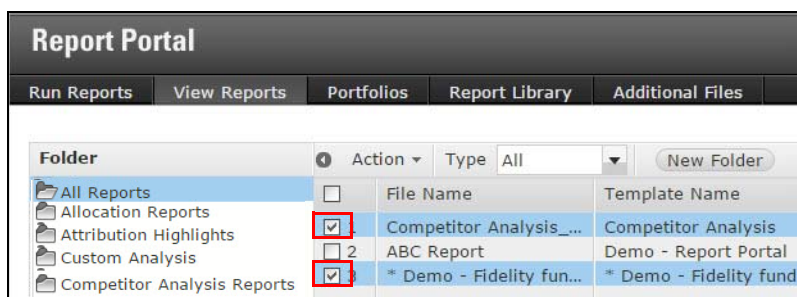 Report Portal
Run Reports View Reports Portfolios Report Library Additional Files
Folder Action Type All New Folder
All Reports File Name Template Name
Allocation Reports
Attribution Highlights 1 Competitor Analysis_... Competitor Analysis
Custom Analysis 2 ABC Report Demo - Report Portal
Competitor Analysis Reports 3 * Demo - Fidelity fun... * Demo - Fidelity fund